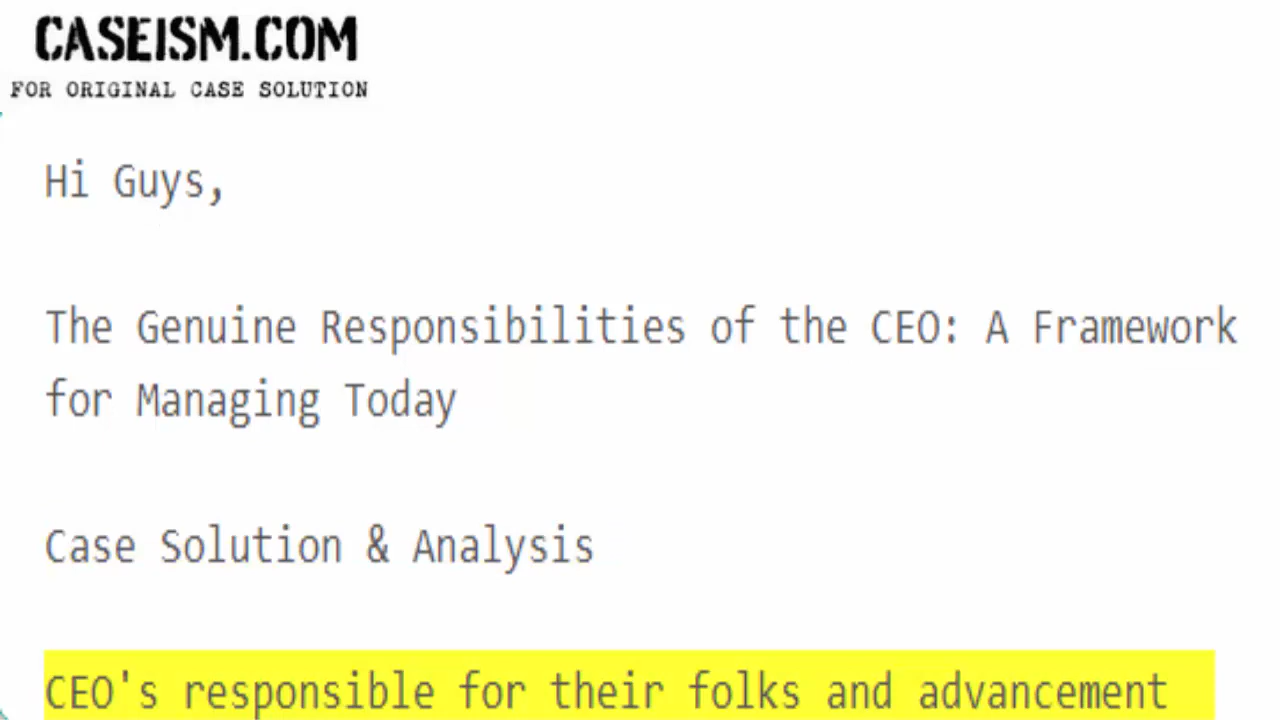 CASEISM.COM
FOR ORIGINAL CASE SOLUTION
Hi Guys,
The Genuine Responsibilities of the CEO: A Framework
for Managing Today
Case Solution & Analysis
CEO's responsible for their folks and advancement